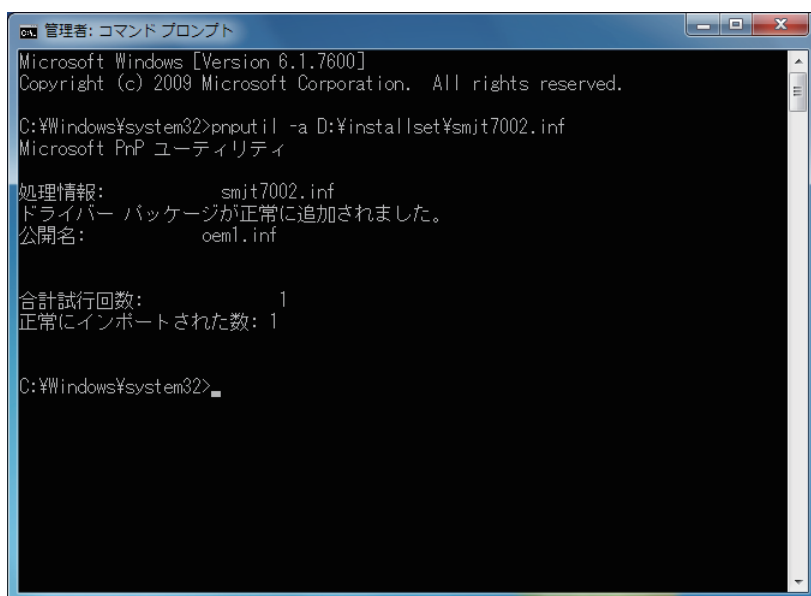 管理者: コマンド プロンプト
Microsoft Windows [Version 6.1.7600]
Copyright (c) 2009 Microsoft Corporation.  All rights reserved.
C:¥Windows¥system32>pnputil -a D:¥installset¥smjt7002.inf
Microsoft PnP ユーティリティ
処理情報:            smjt7002.inf
ドライバー パッケージが正常に追加されました。
公開名:           oem1.inf
合計試行回数:              1
正常にインポートされた数: 1
C:¥Windows¥system32>